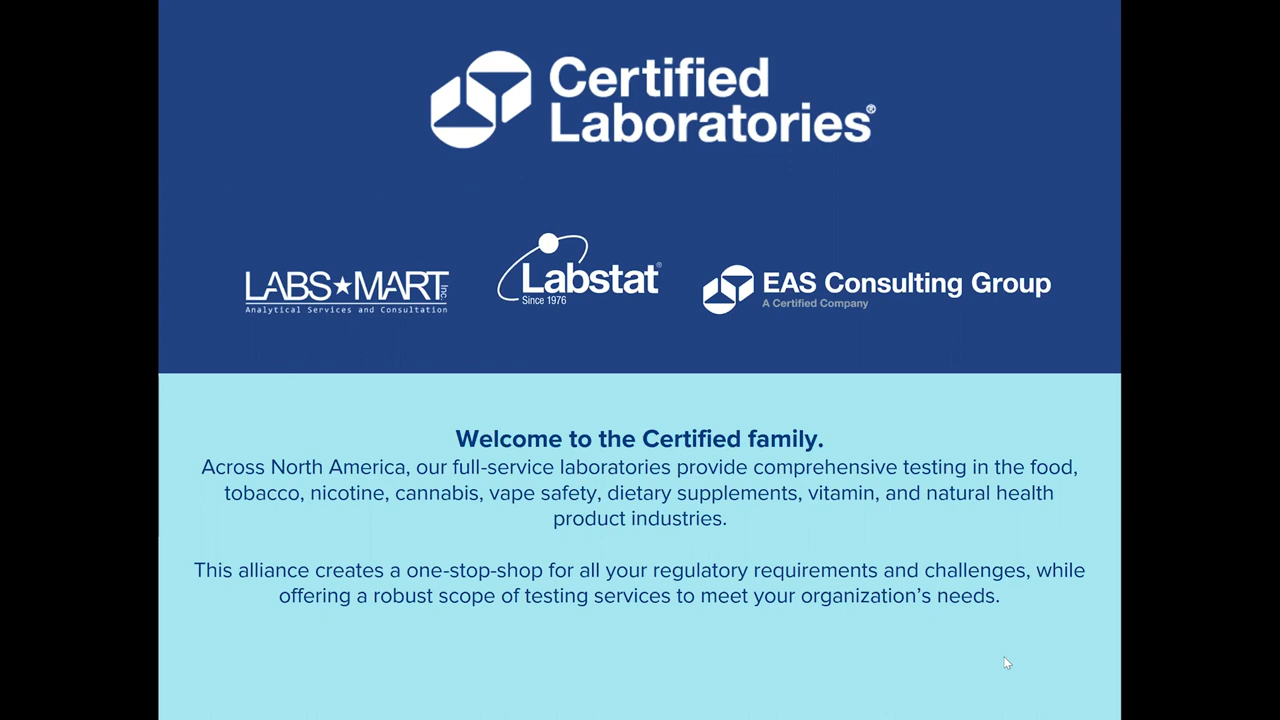 Certified
Laboratories®
LABS★MART Inc.
Analytical Services and Consultation
Labstat®
Since 1976
EAS Consulting Group
A Certified Company
Welcome to the Certified family.
Across North America, our full-service laboratories provide comprehensive testing in the food,
tobacco, nicotine, cannabis, vape safety, dietary supplements, vitamin, and natural health
product industries.
This alliance creates a one-stop-shop for all your regulatory requirements and challenges, while
offering a robust scope of testing services to meet your organization’s needs.